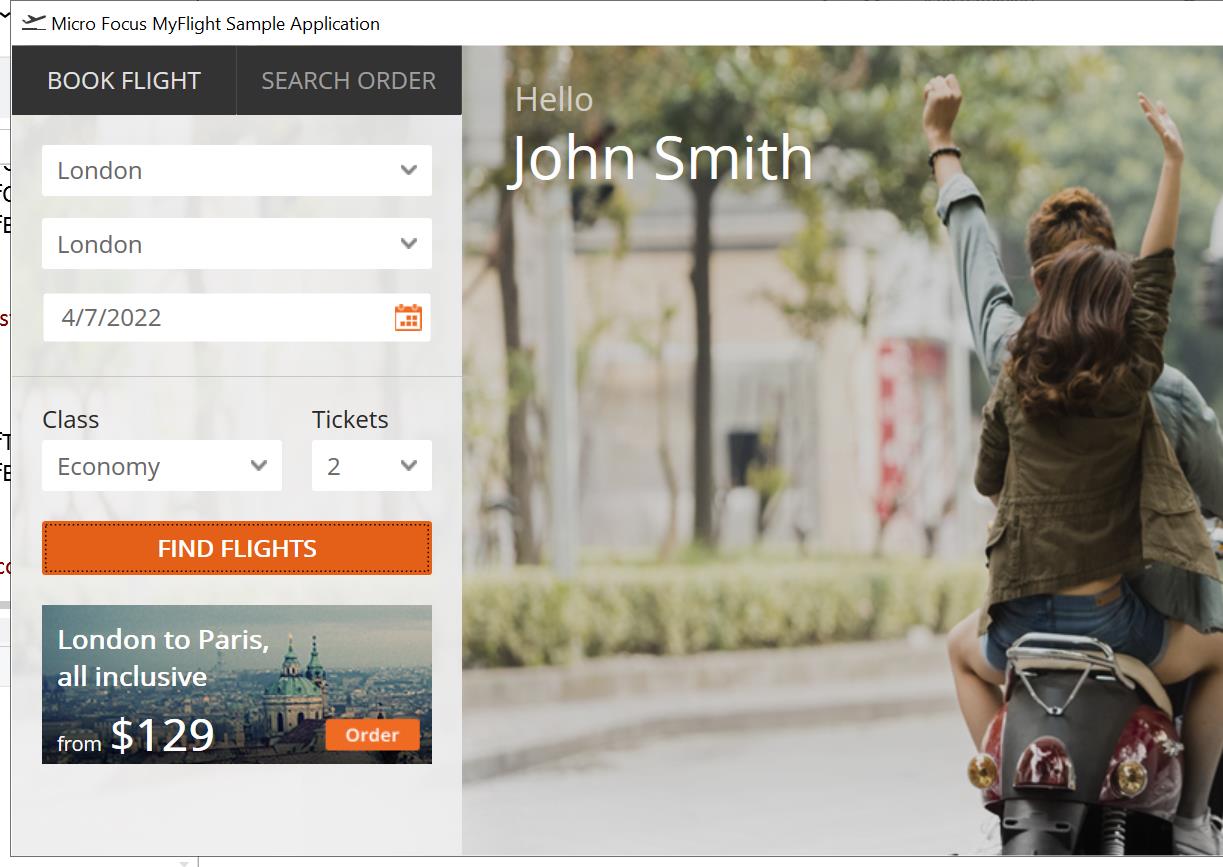 Micro Focus MyFlight Sample Application
BOOK FLIGHT
SEARCH ORDER
Hello
John Smith
London
London
4/7/2022
Class
Tickets
Economy
2
FIND FLIGHTS
London to Paris,
all inclusive
from $129
Order